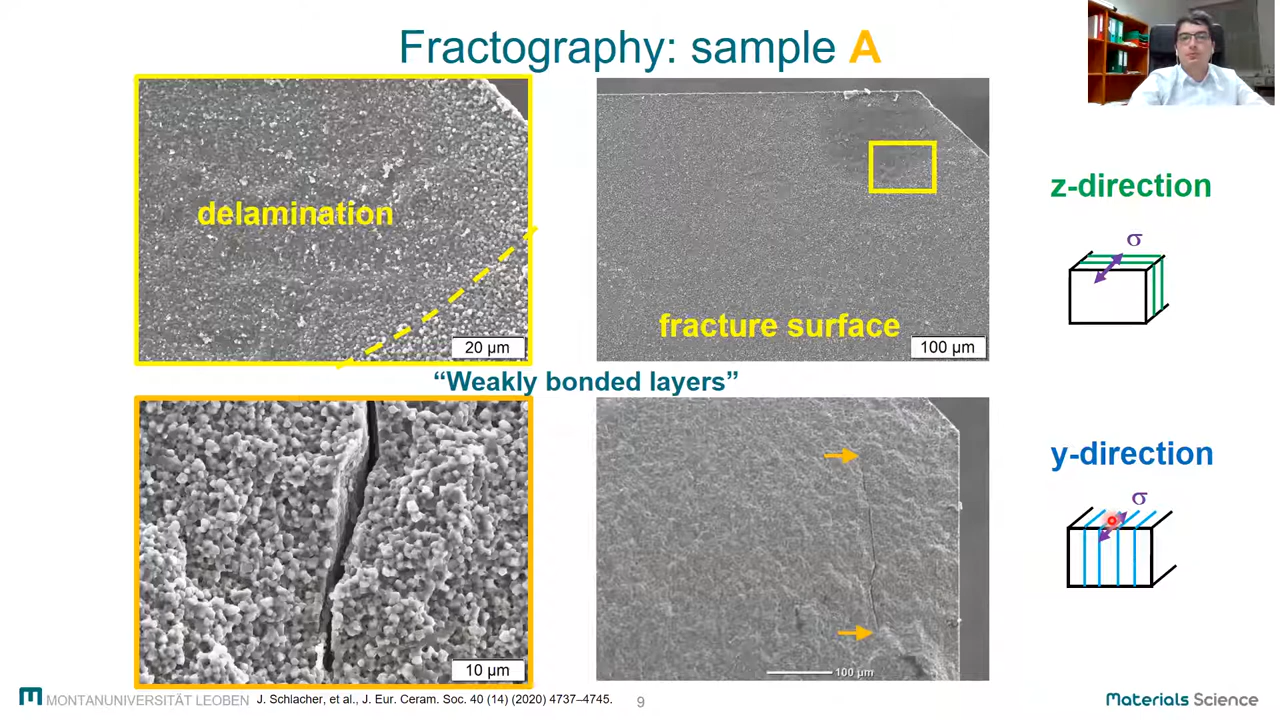 Fractography: sample A
delamination
20 µm
fracture surface
100 µm
z-direction
σ
“Weakly bonded layers”
10 µm
100 µm
y-direction
σ
MONTANUNIVERSITÄT LEOBEN
J. Schlacher, et al., J. Eur. Ceram. Soc. 40 (14) (2020) 4737–4745.
9
Materials Science